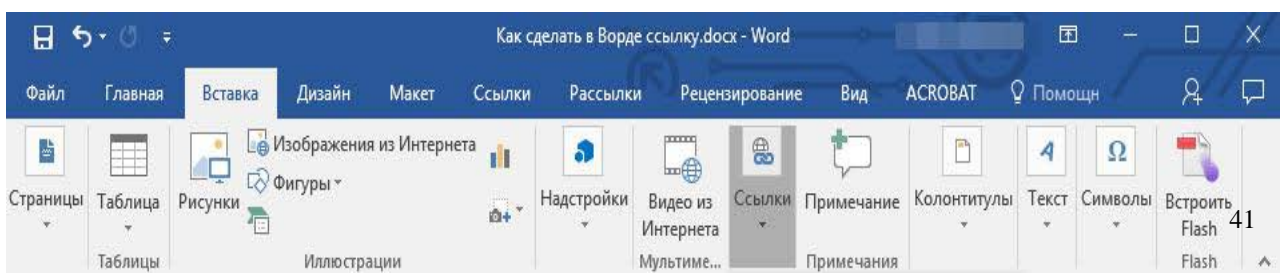 Как сделать в Ворде ссылку.docx - Word
Файл Главная Вставка Дизайн Макет Ссылки Рассылки Рецензирование Вид ACROBAT Помощн
Изображения из Интернета
Фигуры
Страницы Таблица Рисунки Надстройки Видео из Интернета Ссылки Примечание Колонтитулы Текст Символы Встроить Flash 41
Таблицы Иллюстрации Мультиме... Примечания Flash